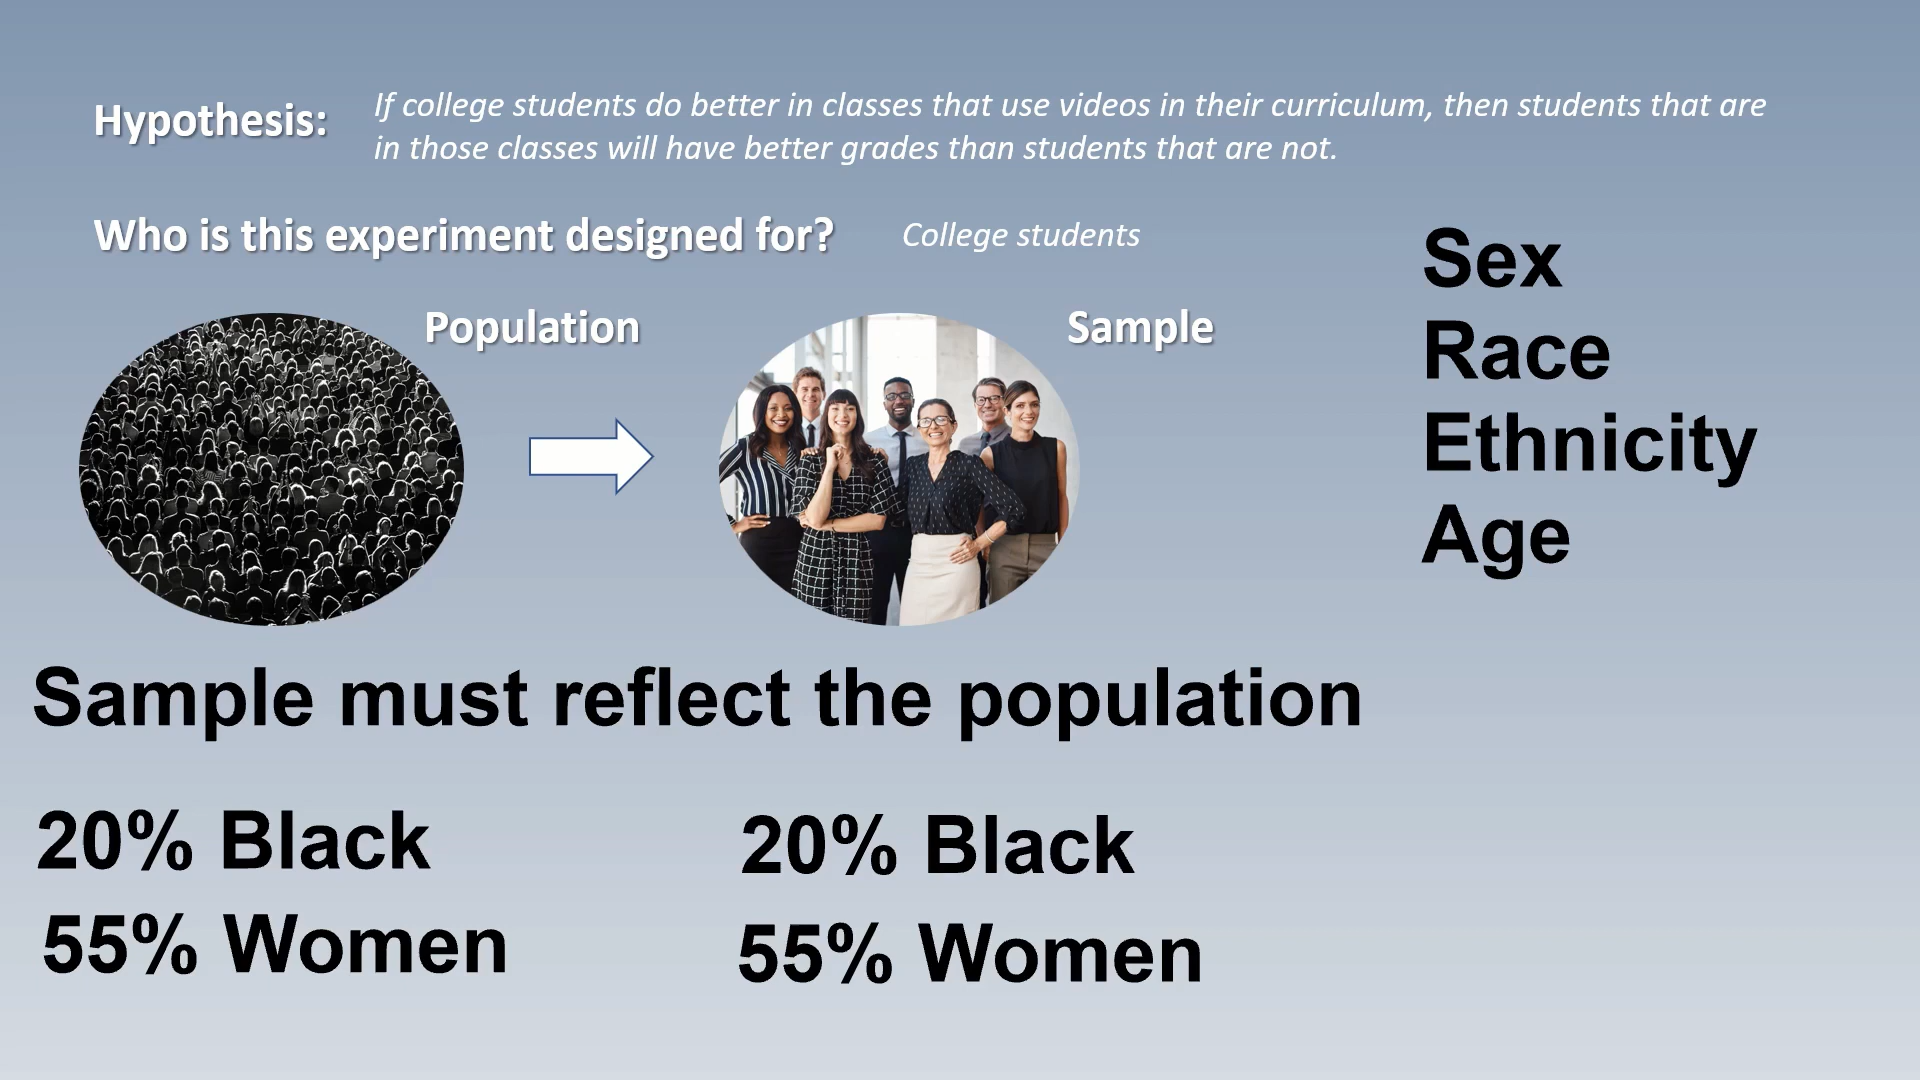 Hypothesis:
If college students do better in classes that use videos in their curriculum, then students that are
in those classes will have better grades than students that are not.
Who is this experiment designed for?
College students
Population
Sample
Sex
Race
Ethnicity
Age
Sample must reflect the population
20% Black
55% Women
20% Black
55% Women